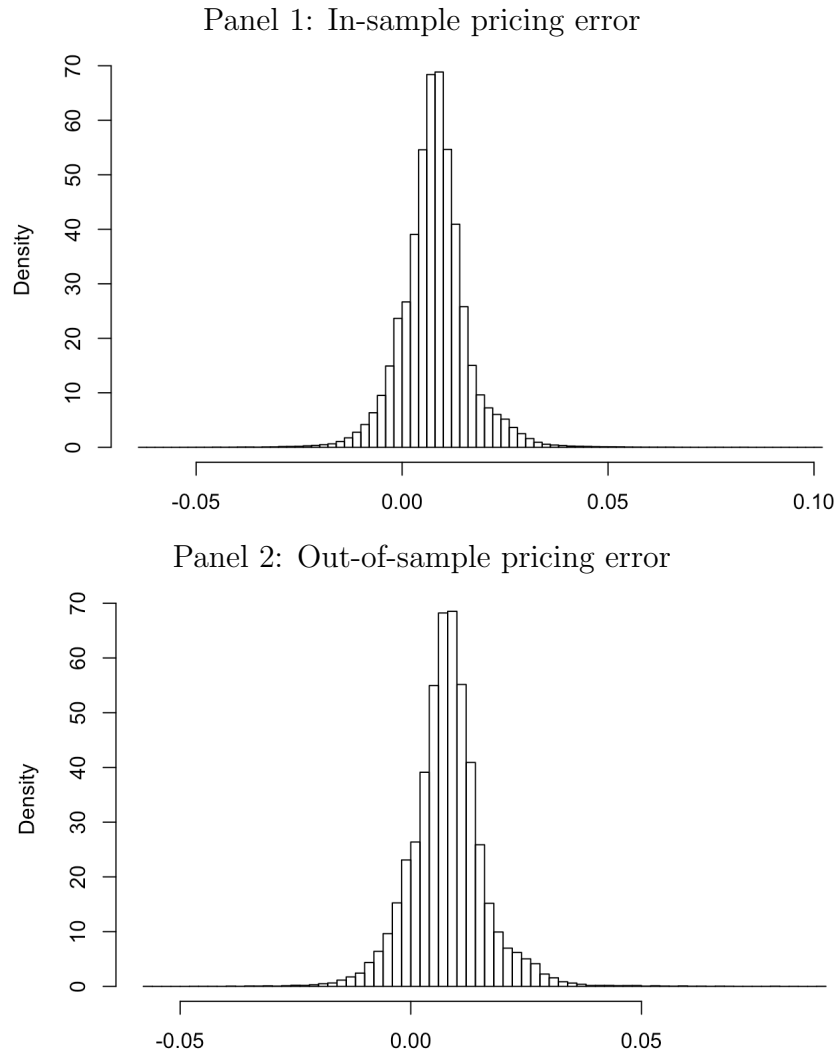 Panel 1: In-sample pricing error
70
60
50
40
30
20
10
0
Density
-0.05 0.00 0.05 0.10
Panel 2: Out-of-sample pricing error
70
60
50
40
30
20
10
0
Density
-0.05 0.00 0.05